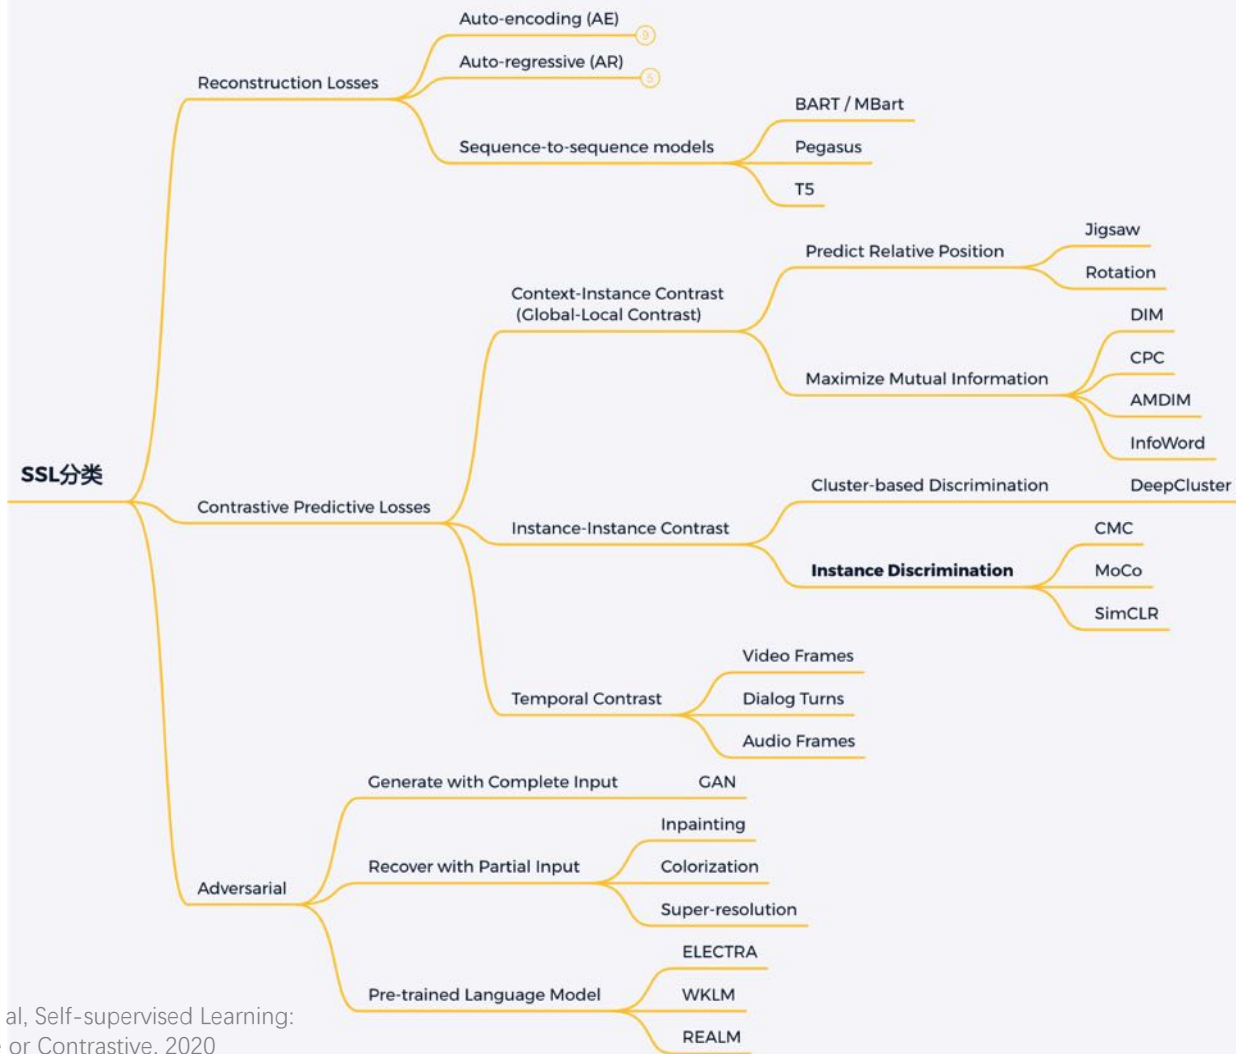 SSL分类
Reconstruction Losses
Auto-encoding (AE)
9
Auto-regressive (AR)
5
Sequence-to-sequence models
BART / MBart
Pegasus
T5
Contrastive Predictive Losses
Context-Instance Contrast
(Global-Local Contrast)
Predict Relative Position
Jigsaw
Rotation
Maximize Mutual Information
DIM
CPC
AMDIM
InfoWord
Instance-Instance Contrast
Cluster-based Discrimination
DeepCluster
Instance Discrimination
CMC
MoCo
SimCLR
Temporal Contrast
Video Frames
Dialog Turns
Audio Frames
Adversarial
Generate with Complete Input
GAN
Recover with Partial Input
Inpainting
Colorization
Super-resolution
Pre-trained Language Model
ELECTRA
WKLM
REALM
al, Self-supervised Learning:
or Contrastive, 2020